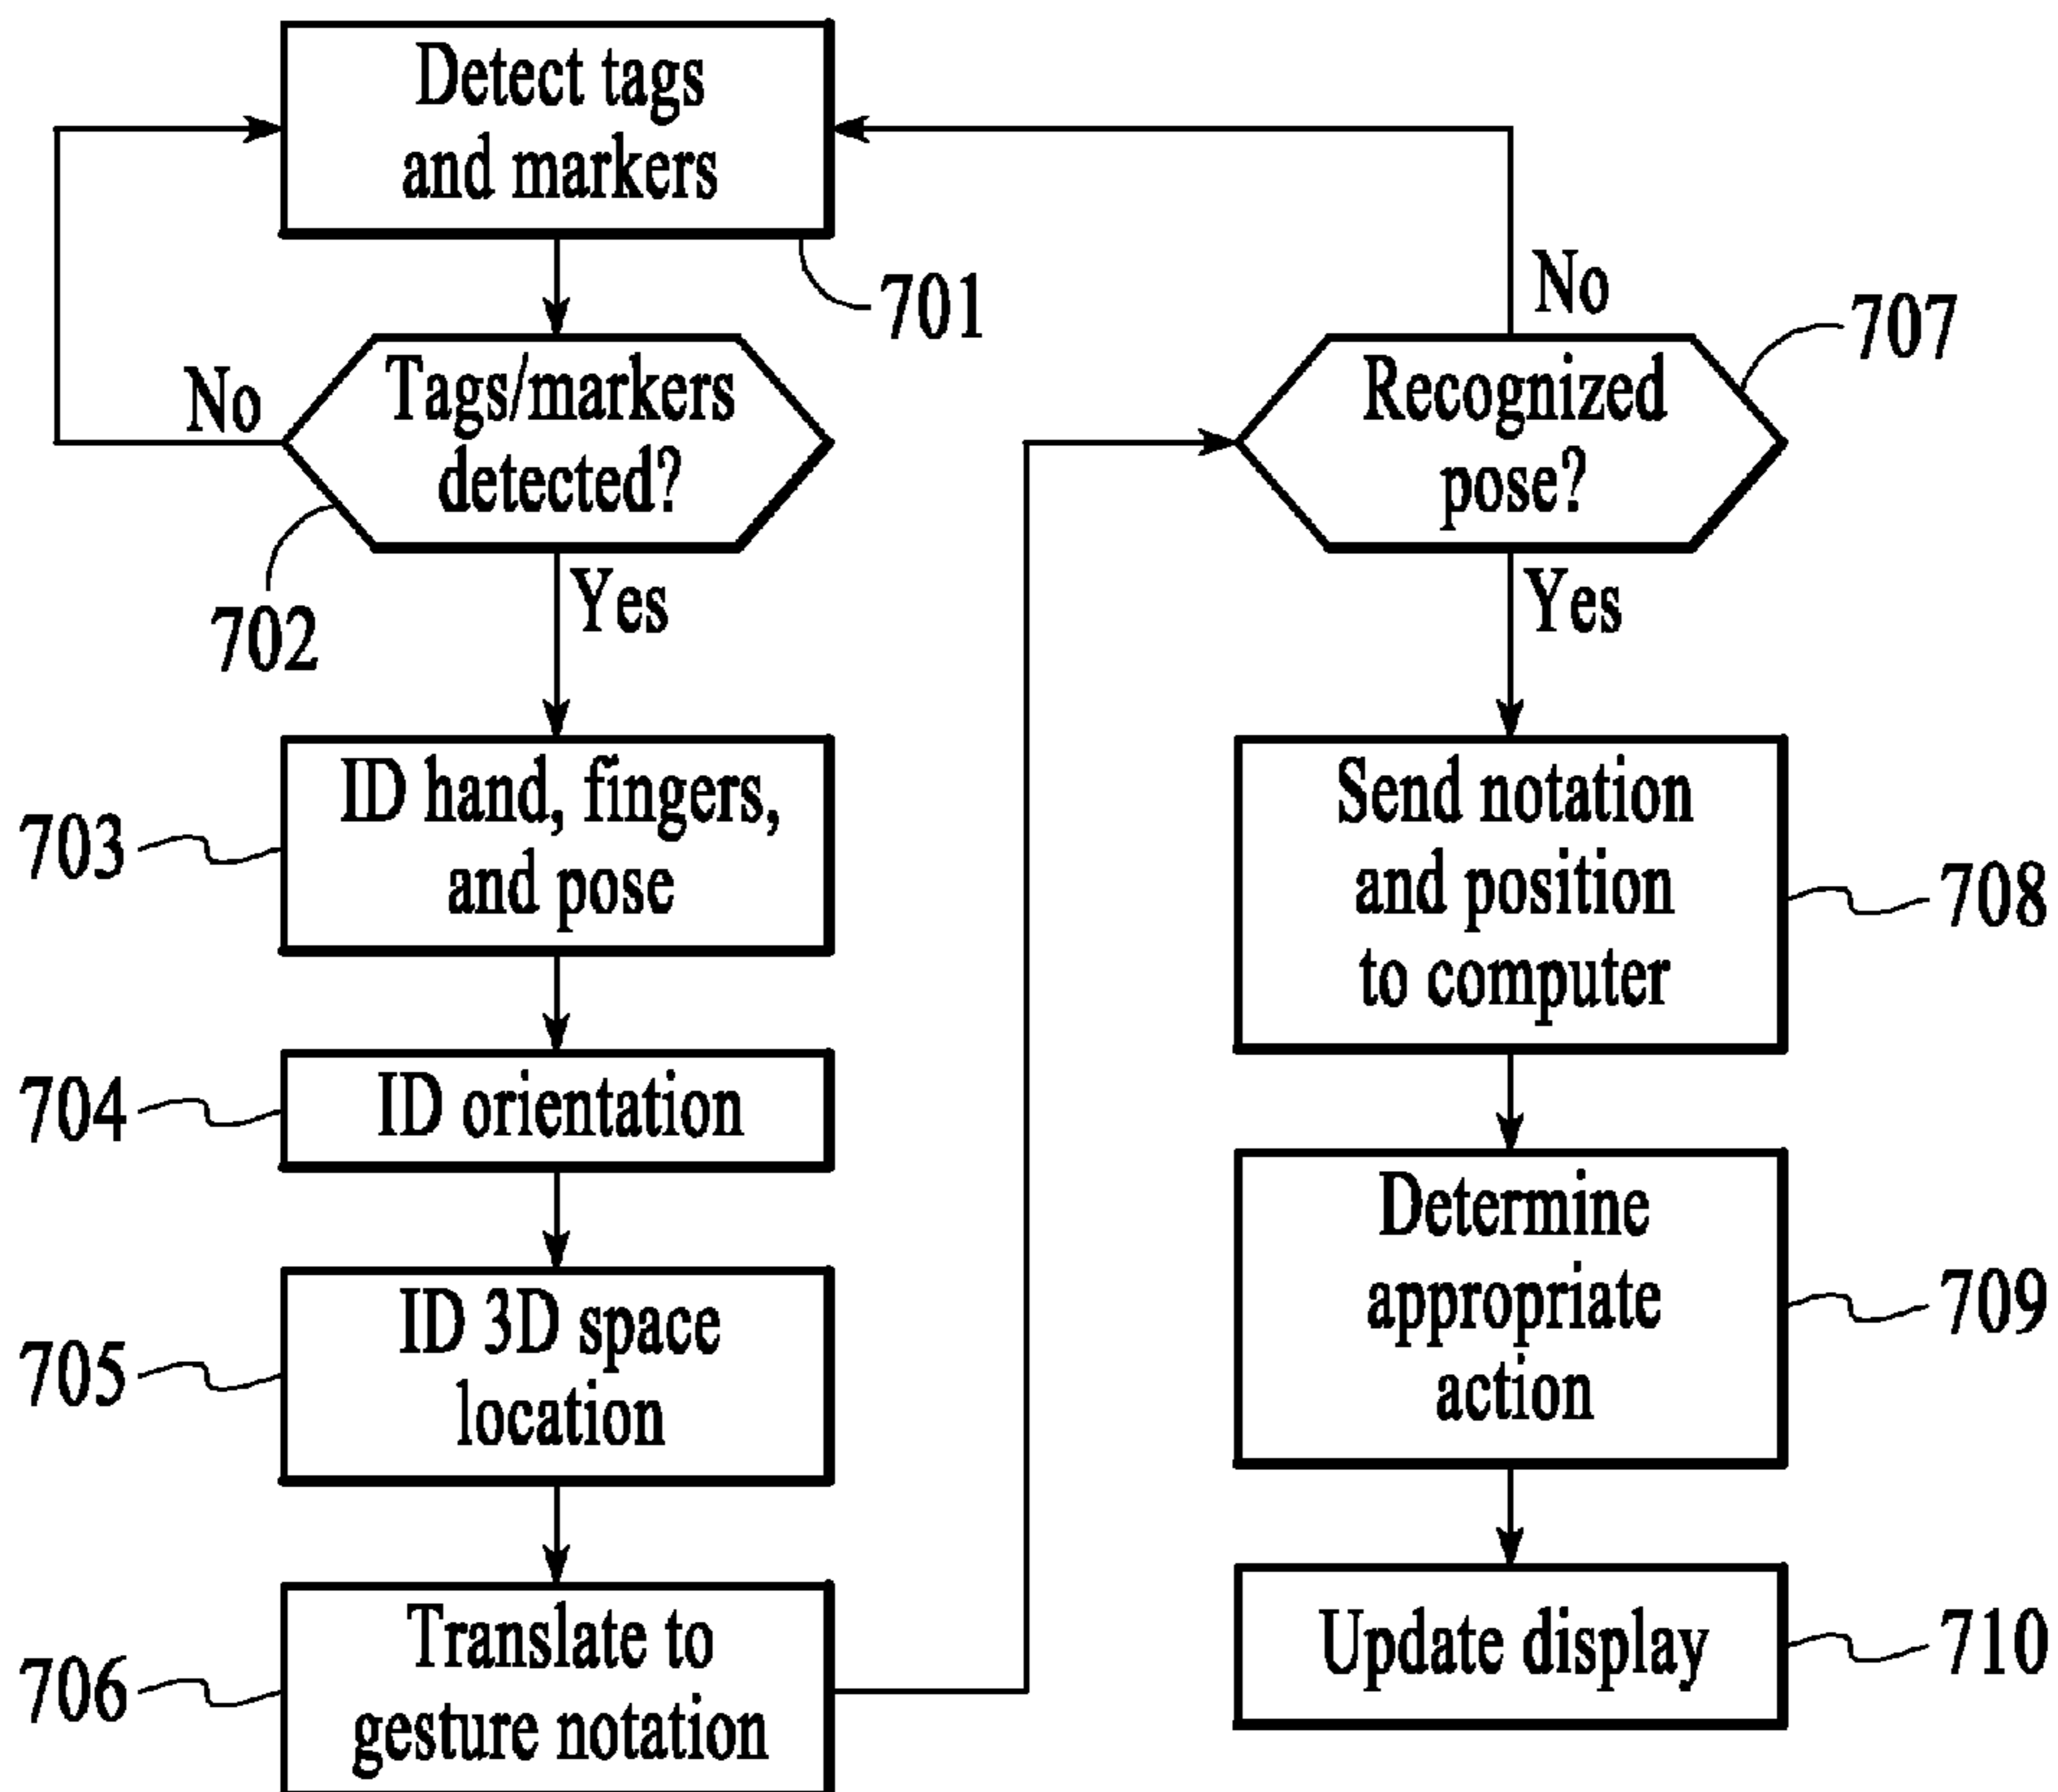 Detect tags
and markers
701
No
Tags/markers
detected?
702
Yes
703
ID hand, fingers,
and pose
704
ID orientation
705
ID 3D space
location
706
Translate to
gesture notation
No
707
Recognized
pose?
Yes
Send notation
and position
to computer
708
Determine
appropriate
action
709
Update display
710